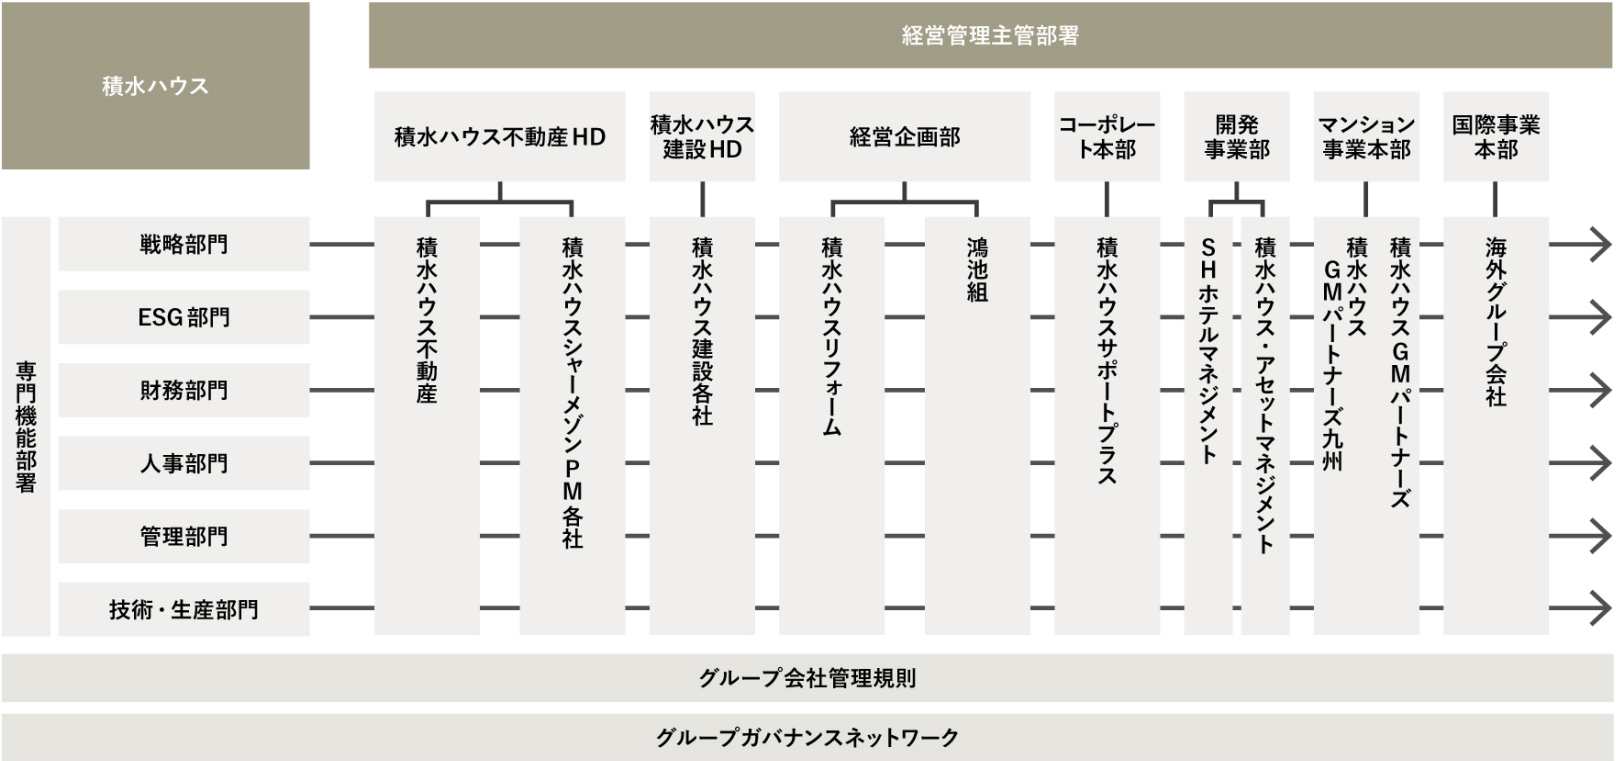 積水ハウス
経営管理主管部署
積水ハウス不動産HD
積水ハウス
建設HD
経営企画部
コーポレー
ト本部
開発
事業部
マンション
事業本部
国際事業
本部
専門機能部署
戦略部門
ESG部門
財務部門
人事部門
管理部門
技術・生産部門
積水ハウス不動産
積水ハウスシャーメゾンPM各社
積水ハウス建設各社
積水ハウスリフォーム
鴻池組
積水ハウスサポートプラス
SHホテルマネジメント
積水ハウス・アセットマネジメント
積水ハウス
GMパートナーズ九州
積水ハウスGMパートナーズ
海外グループ会社
グループ会社管理規則
グループガバナンスネットワーク